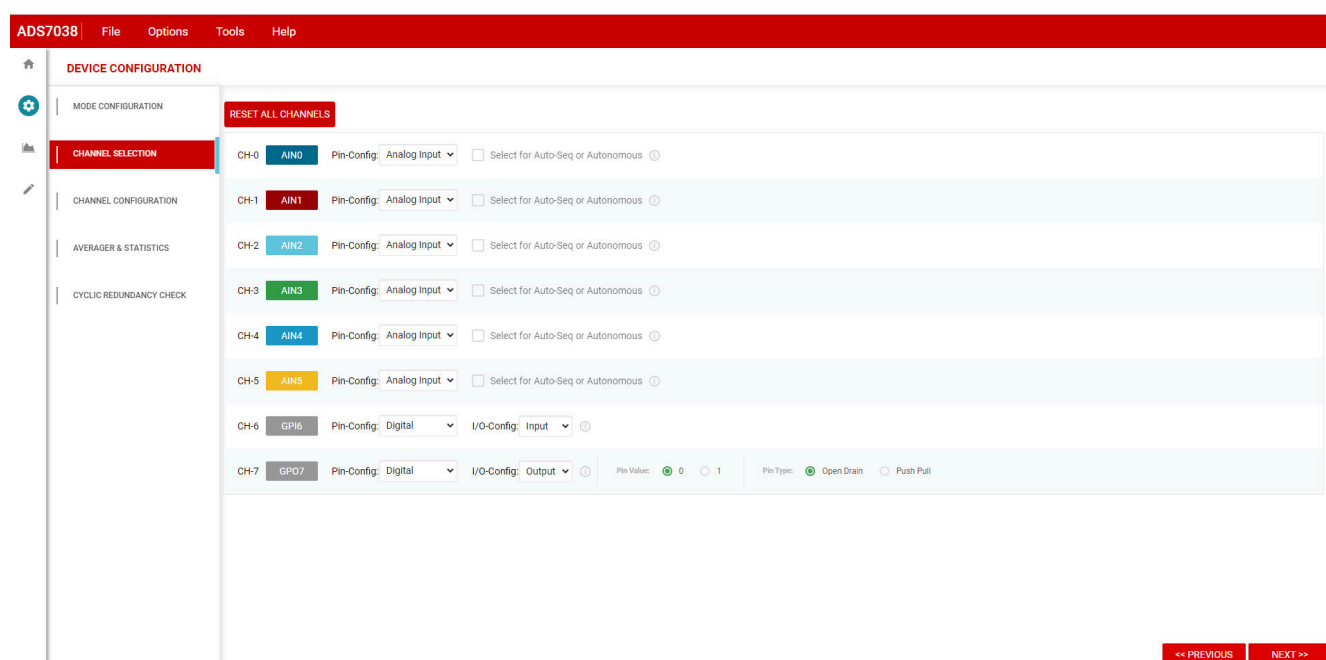 ADS7038 File Options Tools Help
DEVICE CONFIGURATION
MODE CONFIGURATION
CHANNEL SELECTION
CHANNEL CONFIGURATION
AVERAGER & STATISTICS
CYCLIC REDUNDANCY CHECK
RESET ALL CHANNELS
CH-0 AIN0 Pin-Config: Analog Input Select for Auto-Seq or Autonomous
CH-1 AIN1 Pin-Config: Analog Input Select for Auto-Seq or Autonomous
CH-2 AIN2 Pin-Config: Analog Input Select for Auto-Seq or Autonomous
CH-3 AIN3 Pin-Config: Analog Input Select for Auto-Seq or Autonomous
CH-4 AIN4 Pin-Config: Analog Input Select for Auto-Seq or Autonomous
CH-5 AIN5 Pin-Config: Analog Input Select for Auto-Seq or Autonomous
CH-6 GPI6 Pin-Config: Digital I/O-Config: Input
CH-7 GPO7 Pin-Config: Digital I/O-Config: Output Pin Value: 0 1 Pin Type: Open Drain Push Pull
<< PREVIOUS NEXT >>